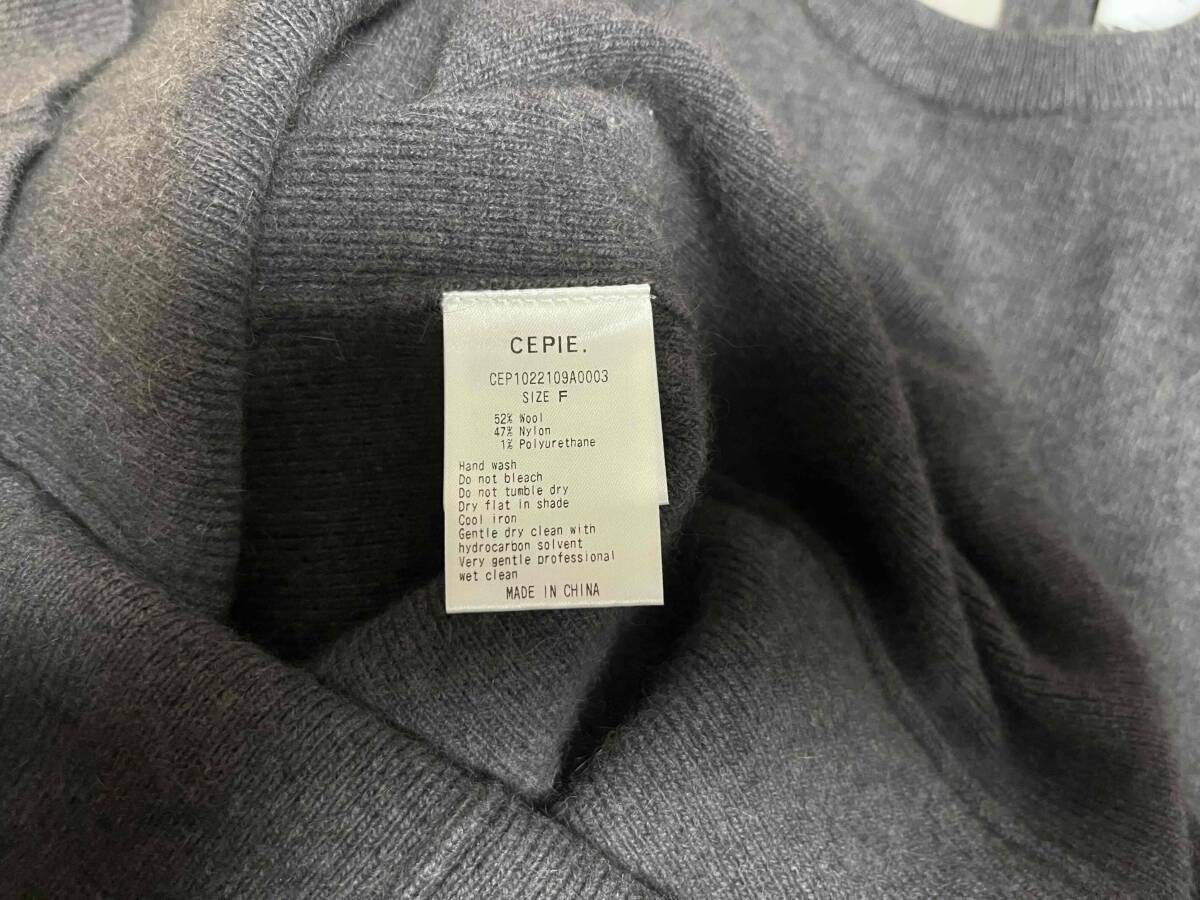 CEPIE.
CEP1022109A0003
SIZE F
52% Wool
47% Nylon
1% Polyurethane
Hand wash
Do not bleach
Do not tumble dry
Dry flat in shade
Cool iron
Gentle dry clean with
hydrocarbon solvent
Very gentle professional
wet clean
MADE IN CHINA